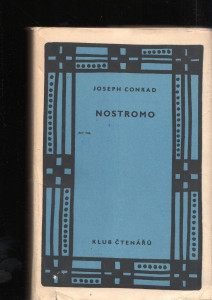 JOSEPH CONRAD
NOSTROMO
KLUB ČTENÁŘŮ